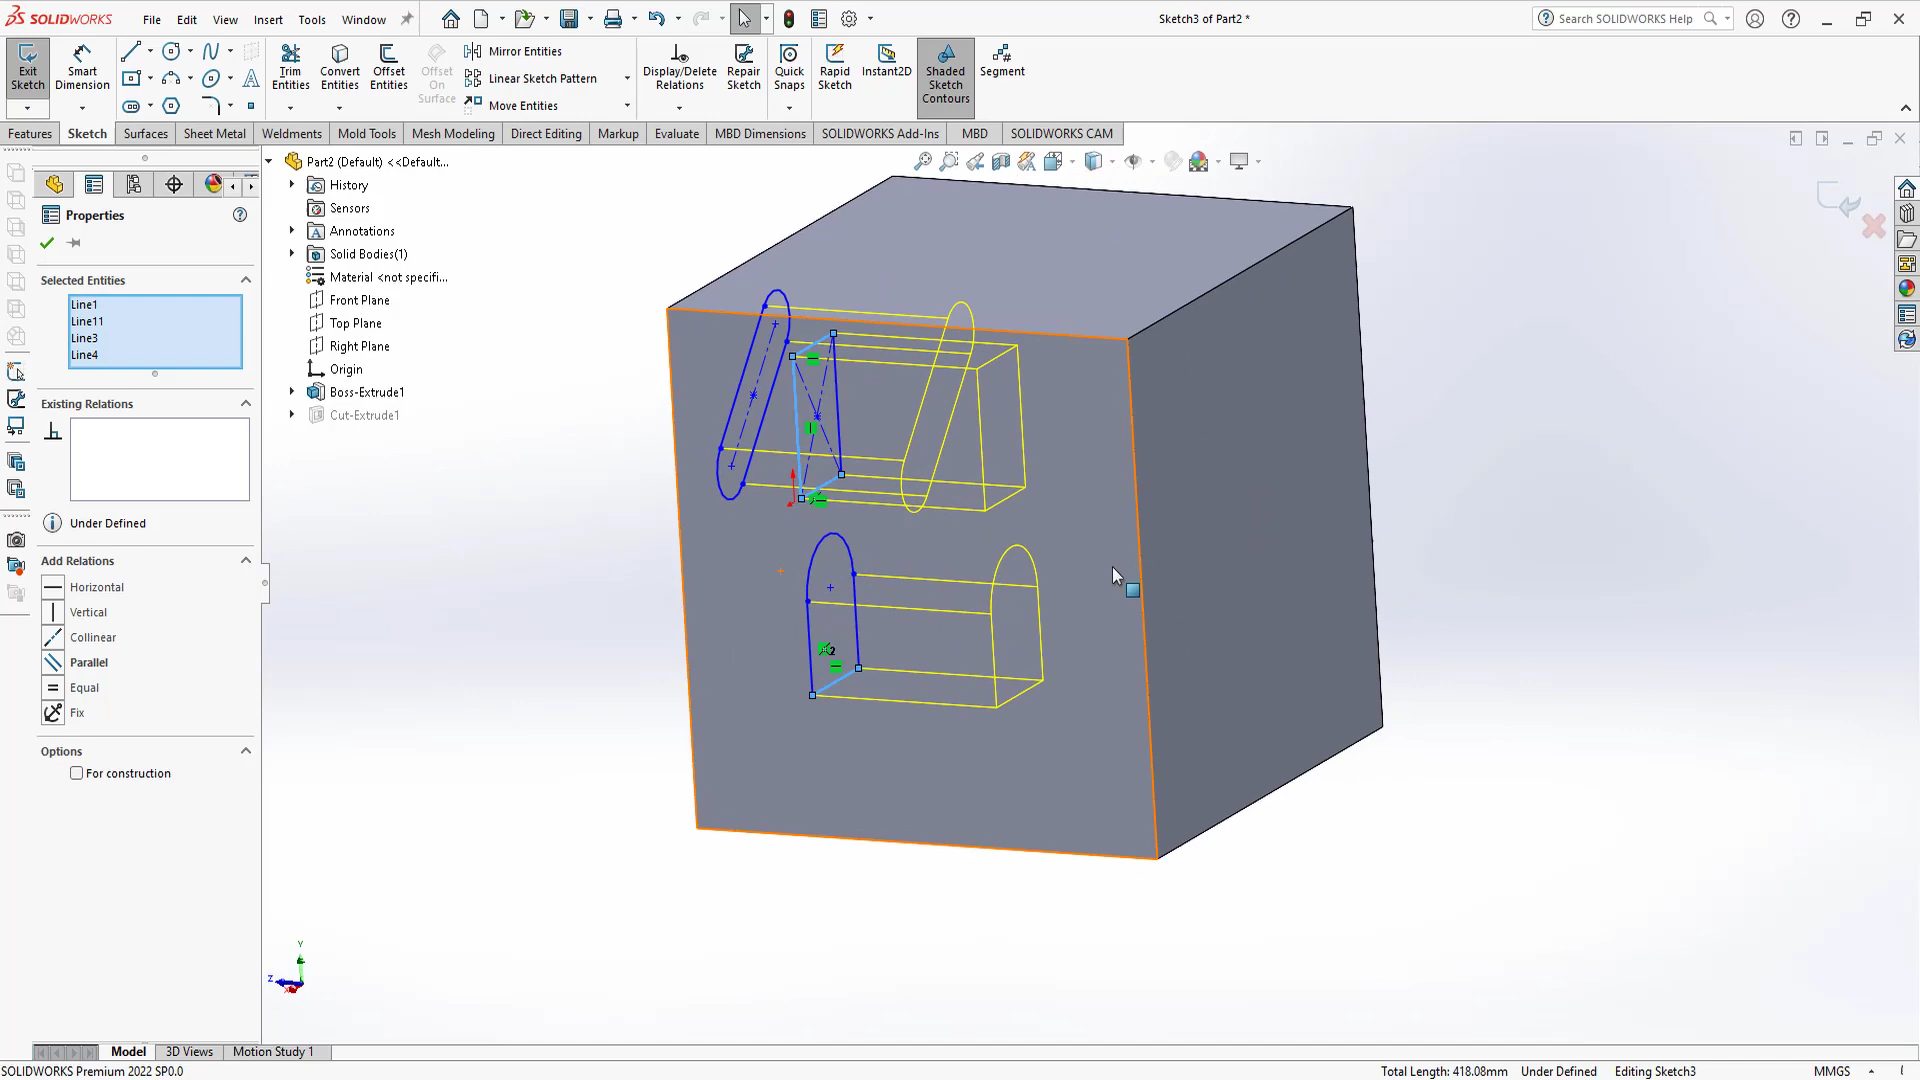 SOLIDWORKS
File
Edit
View
Insert
Tools
Window
Sketch3 of Part2 *
Search SOLIDWORKS Help
Exit Sketch
Smart Dimension
Trim Entities
Convert Entities
Offset Entities
Offset On Surface
Mirror Entities
Linear Sketch Pattern
Move Entities
Display/Delete Relations
Repair Sketch
Quick Snaps
Rapid Sketch
Instant2D
Shaded Sketch Contours
Segment
Features
Sketch
Surfaces
Sheet Metal
Weldments
Mold Tools
Mesh Modeling
Direct Editing
Markup
Evaluate
MBD Dimensions
SOLIDWORKS Add-Ins
MBD
SOLIDWORKS CAM
Properties
Selected Entities
Line1
Line11
Line3
Line4
Existing Relations
Under Defined
Add Relations
Horizontal
Vertical
Collinear
Parallel
Equal
Fix
Options
For construction
Part2 (Default) <<Default...
History
Sensors
Annotations
Solid Bodies(1)
Material <not specifi...
Front Plane
Top Plane
Right Plane
Origin
Boss-Extrude1
Cut-Extrude1
2
Y
Z
Model
3D Views
Motion Study 1
SOLIDWORKS Premium 2022 SP0.0
Total Length: 418.08mm
Under Defined
Editing Sketch3
MMGS